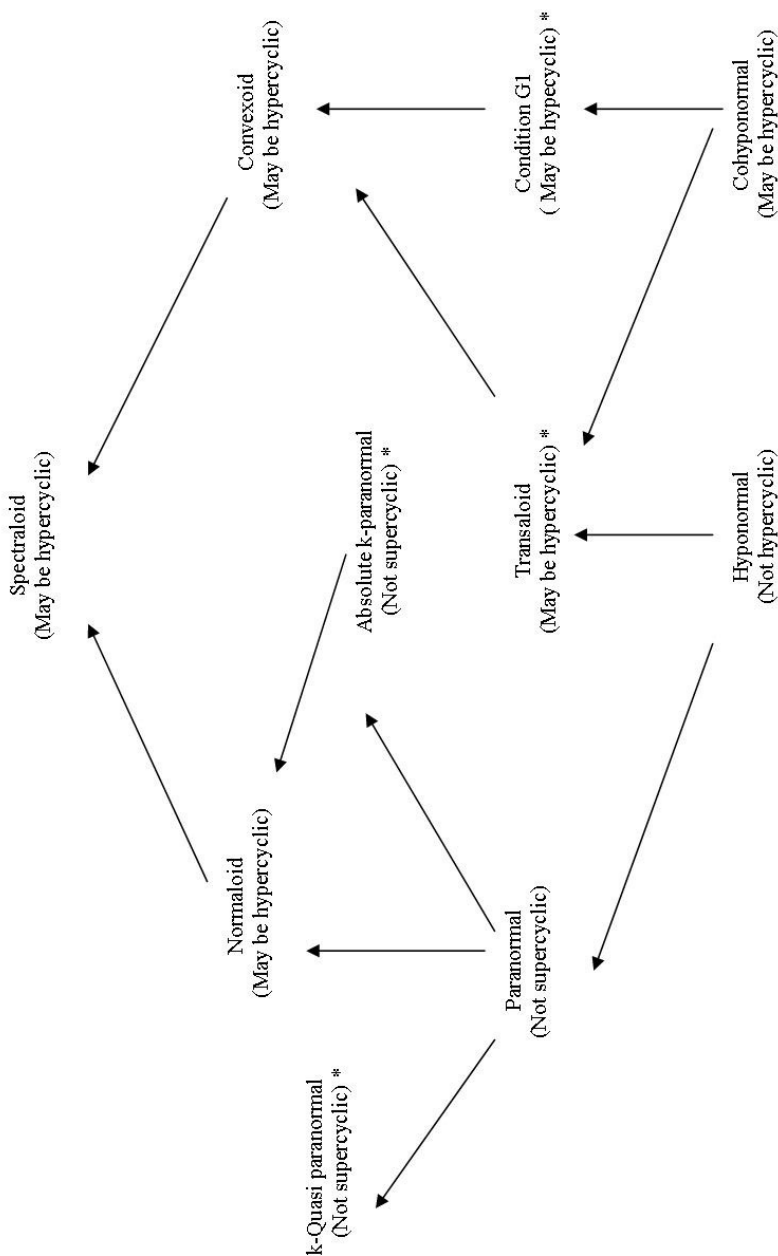 Spectraloid
(May be hypercyclic)
Normaloid
(May be hypercyclic)
Convexoid
(May be hypercyclic)
k-Quasi paranormal
(Not supercyclic) *
Absolute k-paranormal
(Not supercyclic) *
Paranormal
(Not supercyclic)
Transaloid
(May be hypercyclic) *
Condition G1
( May be hypecyclic) *
Hyponormal
(Not hypercyclic)
Cohyponormal
(May be hypercyclic)